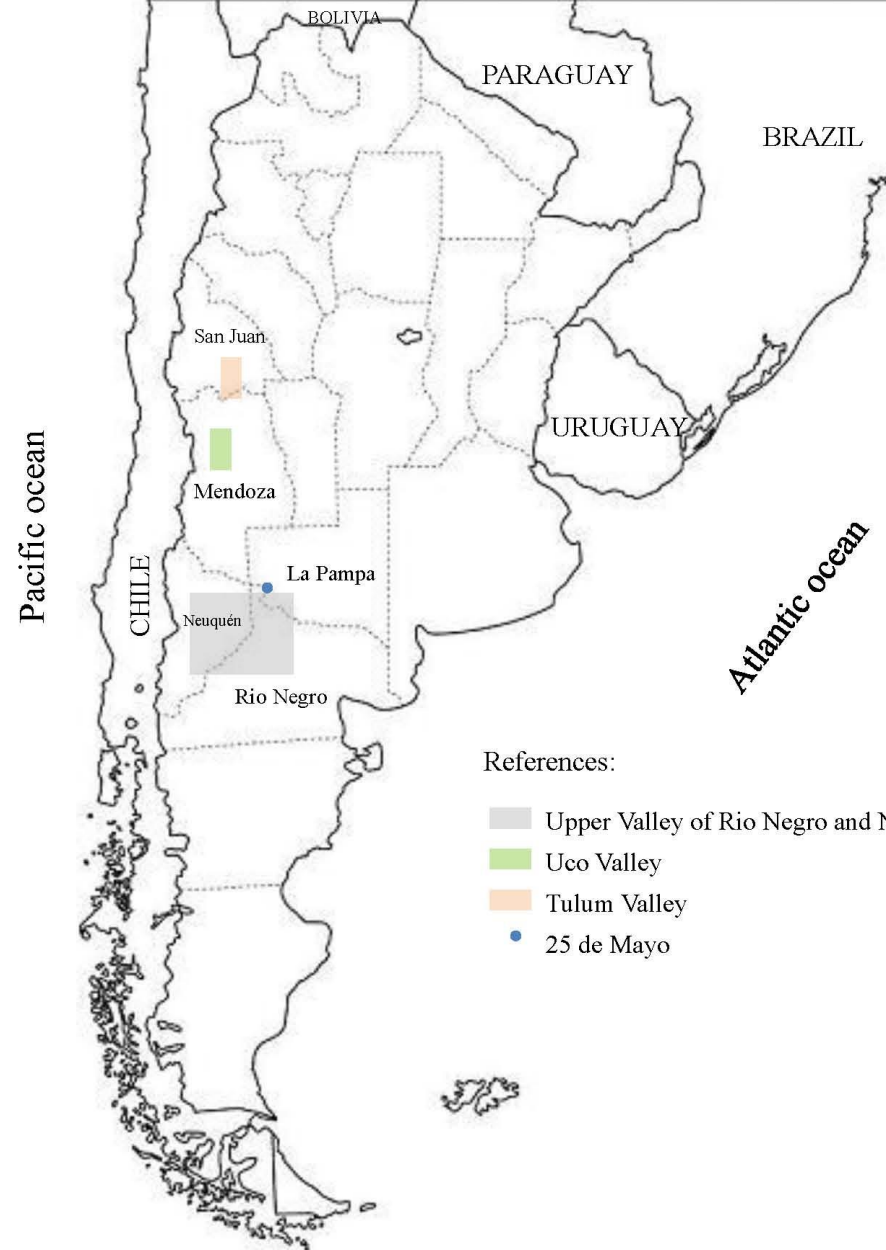 BOLIVIA
PARAGUAY
BRAZIL
San Juan
URUGUAY
Pacific ocean
Mendoza
Atlantic ocean
CHILE
La Pampa
Neuquén
Rio Negro
References:
Upper Valley of Rio Negro and N
Uco Valley
Tulum Valley
25 de Mayo